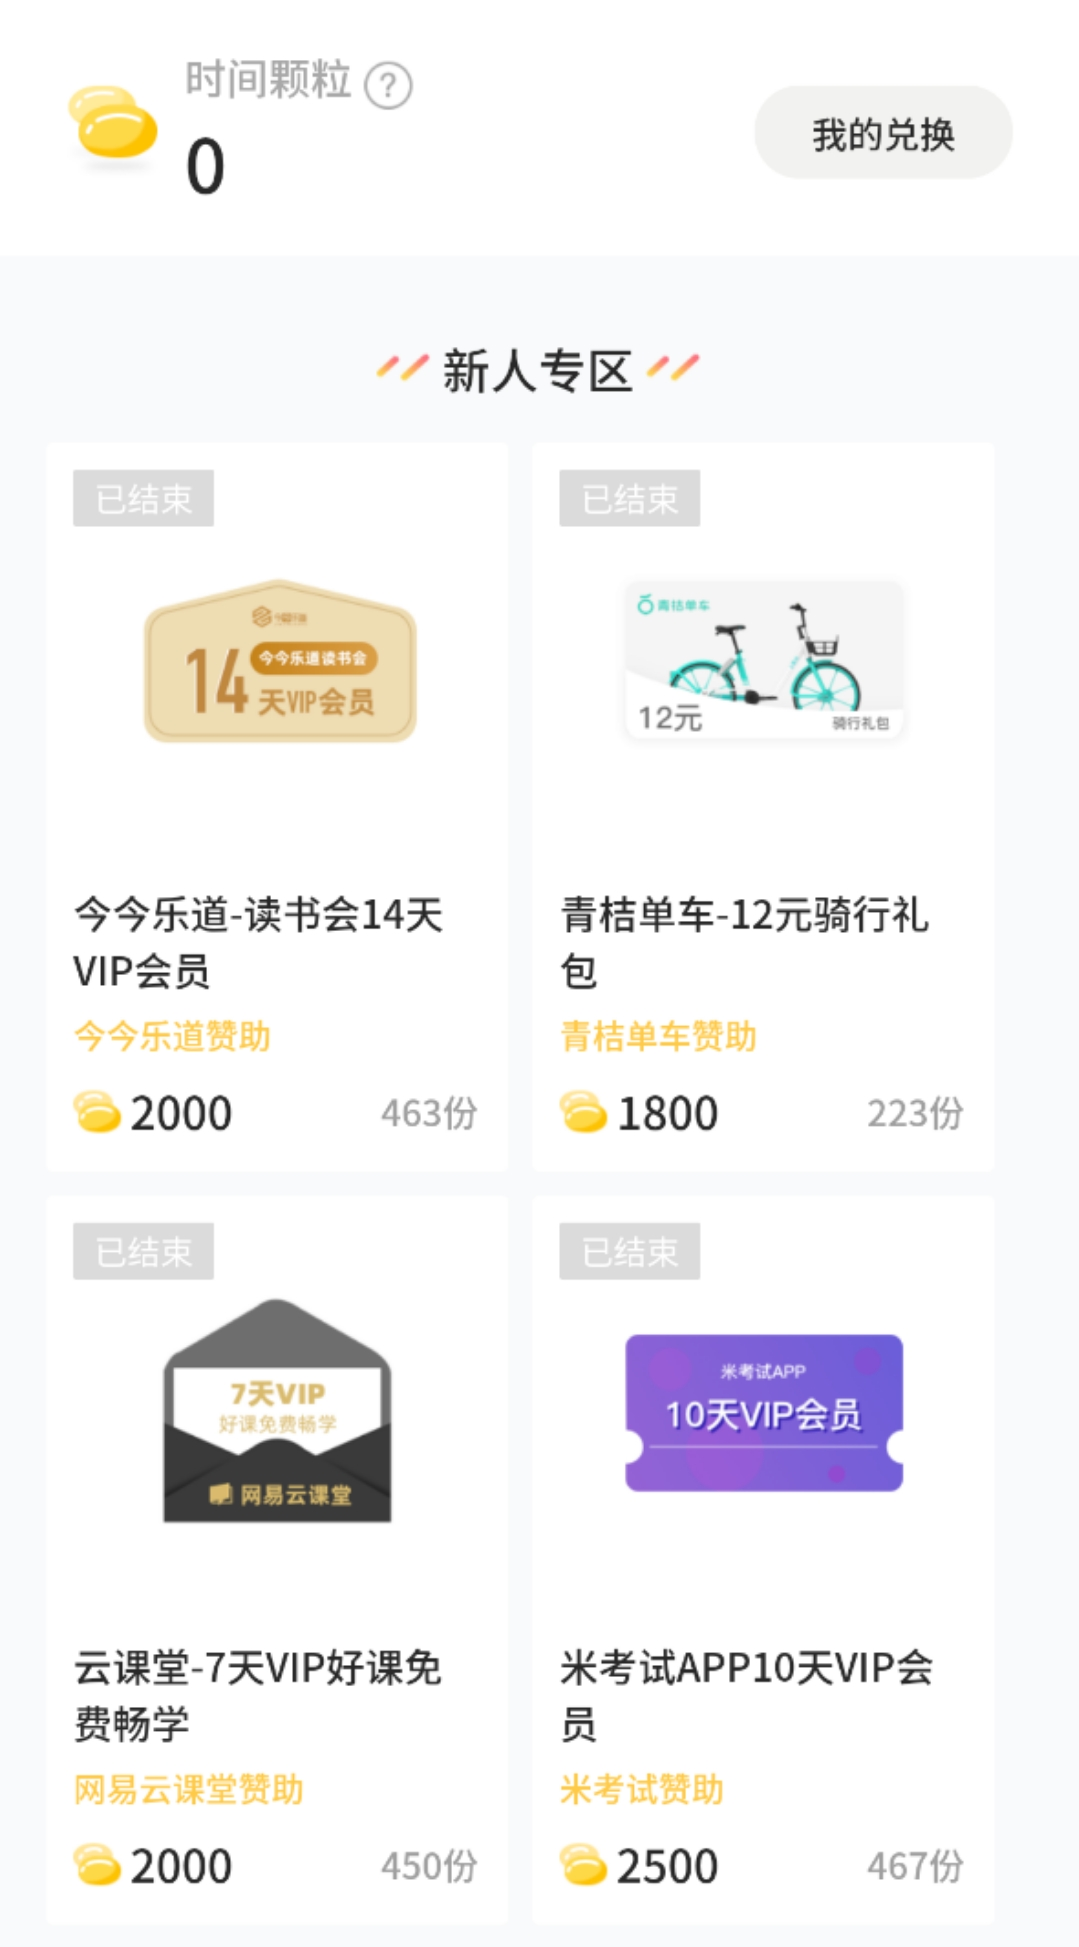 时间颗粒 ?
0
我的兑换
新人专区
已结束
今今乐道读书会
14
天VIP会员
今今乐道-读书会14天
VIP会员
今今乐道赞助
2000 463份
已结束
青桔单车
12元
骑行礼包
青桔单车-12元骑行礼
包
青桔单车赞助
1800 223份
已结束
7天VIP
好课免费畅学
网易云课堂
云课堂-7天VIP好课免
费畅学
网易云课堂赞助
2000 450份
已结束
米考试APP
10天VIP会员
米考试APP10天VIP会
员
米考试赞助
2500 467份